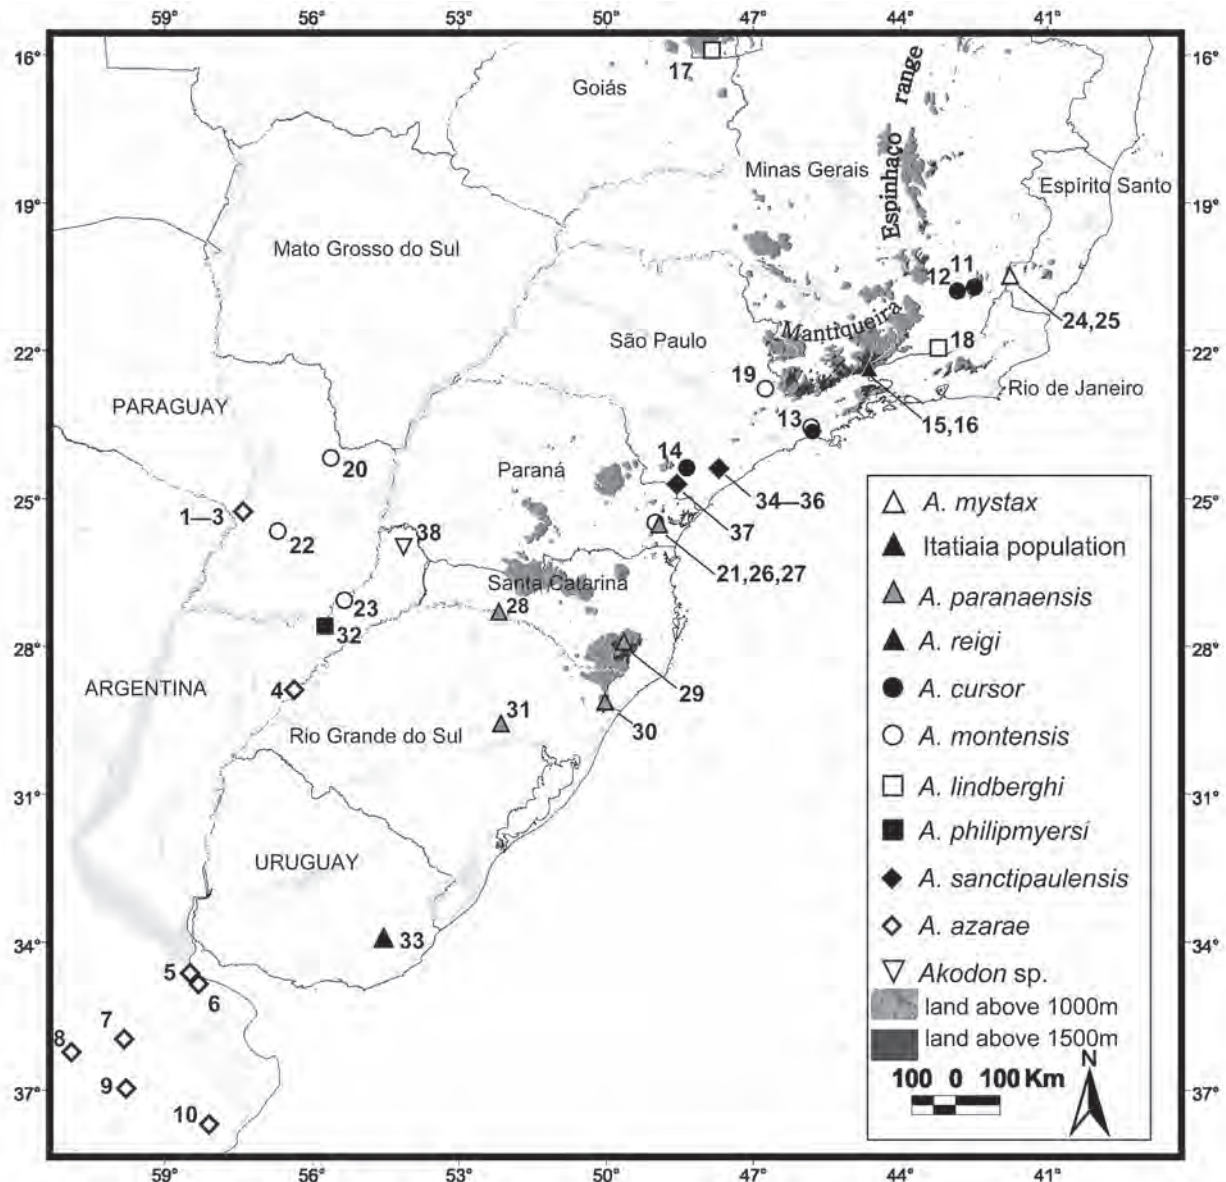 59° 56° 53° 50° 47° 44° 41°
16° 16°
17
Goiás
Espinhaço range
Minas Gerais
Espírito Santo
19° 19°
Mato Grosso do Sul
12 11
24,25
Mantiqueira
São Paulo
18
22° 22°
19
Rio de Janeiro
PARAGUAY
13
15,16
20
14
Paraná
34—36
25° 25°
1—3
37
22
38
21,26,27
Santa Catarina
23
28
32
28° 28°
ARGENTINA
4
29
31
30
Rio Grande do Sul
31° 31°
URUGUAY
33
34° 34°
5
6
7
8
9
37° 37°
10
A. mystax
Itatiaia population
A. paranaensis
A. reigi
A. cursor
A. montensis
A. lindberghi
A. philipmyersi
A. sanctipaulensis
A. azarae
Akodon sp.
land above 1000m
land above 1500m
N
100 0 100 Km
59° 56° 53° 50° 47° 44° 41°